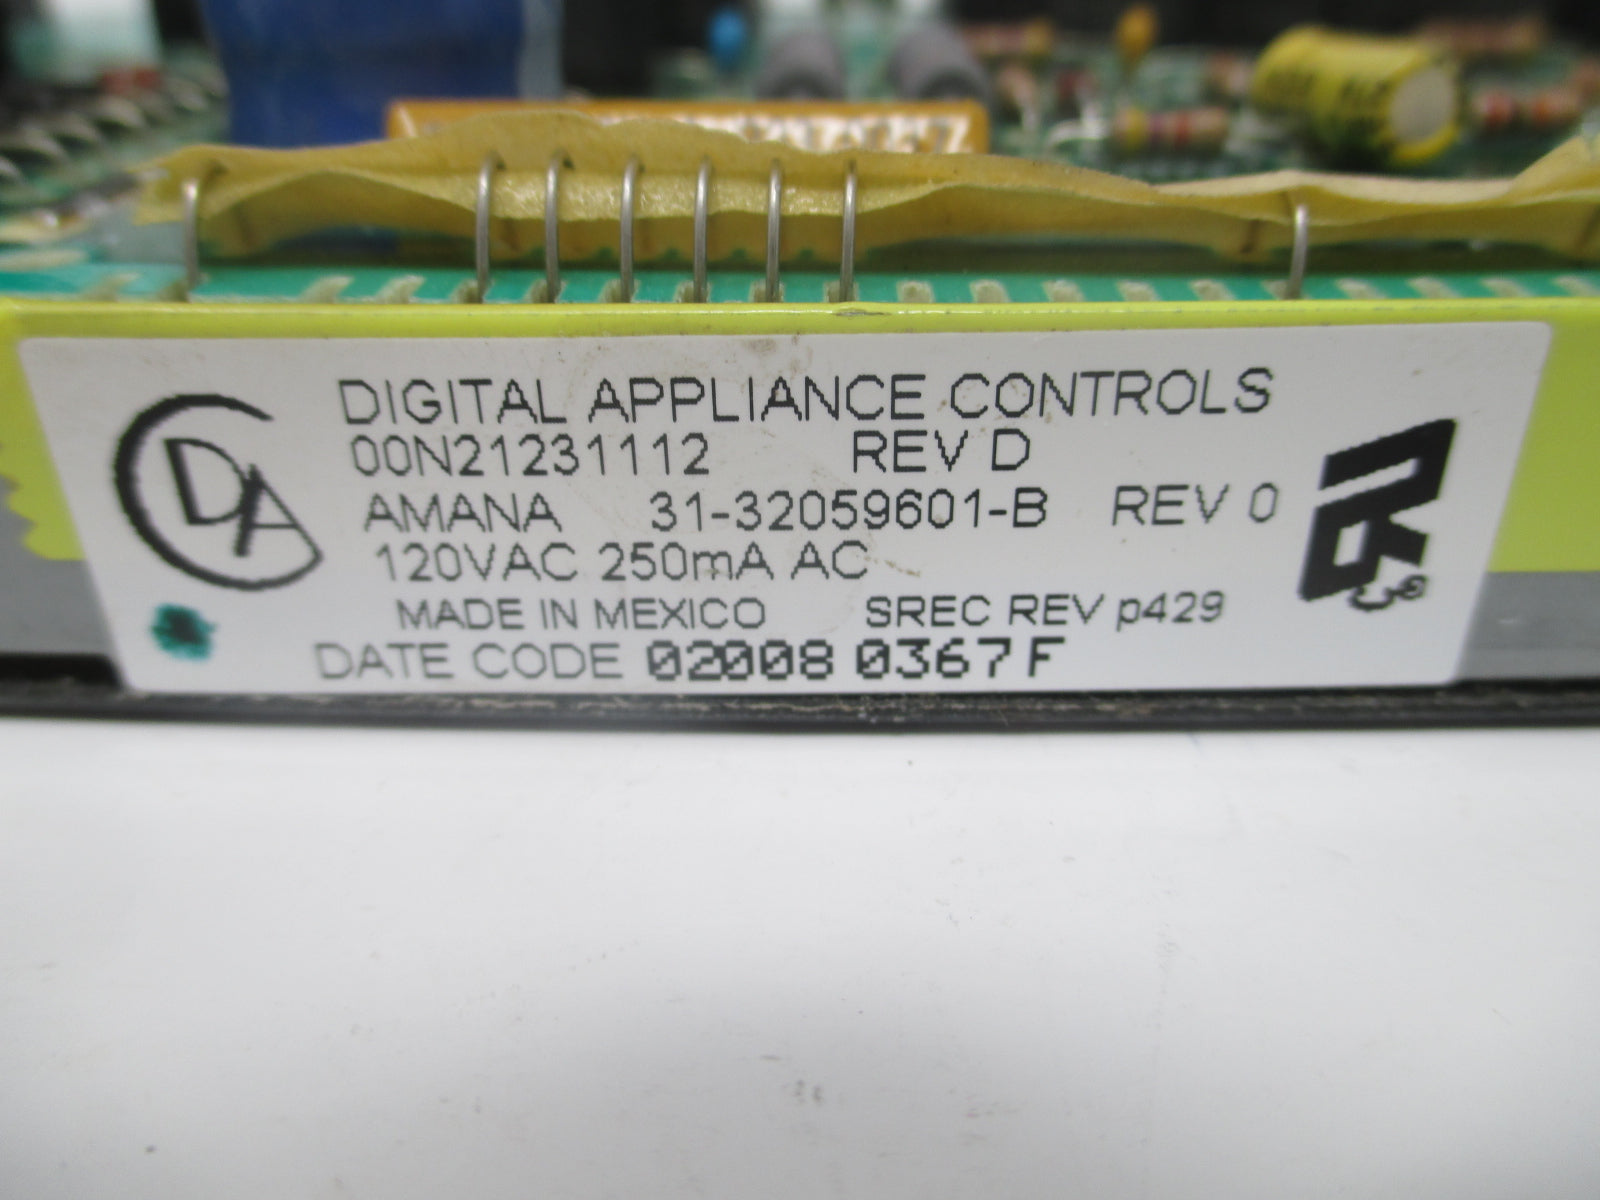 DIGITAL APPLIANCE CONTROLS
00N21231112 REV D
AMANA 31-32059601-B REV 0
120VAC 250mA AC
MADE IN MEXICO SREC REV p429
DATE CODE 02008 0367F
DA